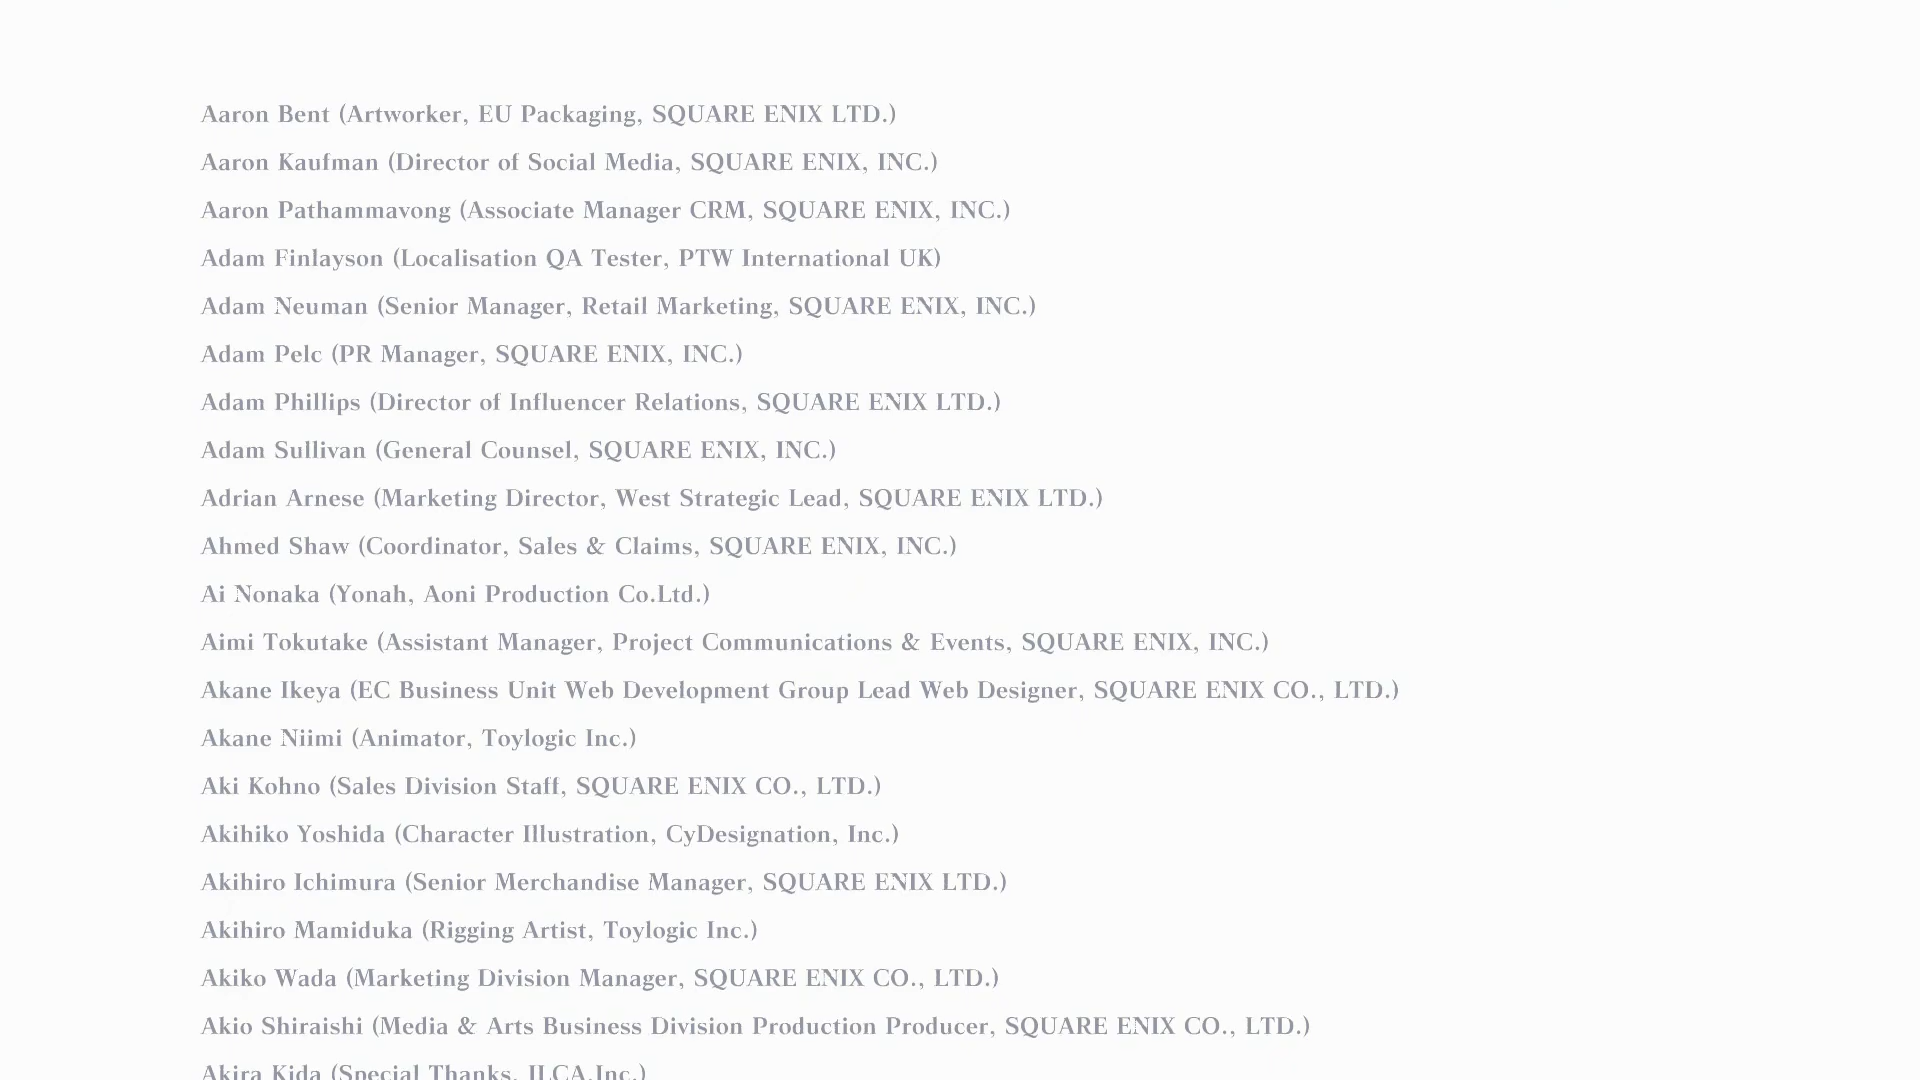 Aaron Bent (Artworker, EU Packaging, SQUARE ENIX LTD.)
Aaron Kaufman (Director of Social Media, SQUARE ENIX, INC.)
Aaron Pathammavong (Associate Manager CRM, SQUARE ENIX, INC.)
Adam Finlayson (Localisation QA Tester, PTW International UK)
Adam Neuman (Senior Manager, Retail Marketing, SQUARE ENIX, INC.)
Adam Pelc (PR Manager, SQUARE ENIX, INC.)
Adam Phillips (Director of Influencer Relations, SQUARE ENIX LTD.)
Adam Sullivan (General Counsel, SQUARE ENIX, INC.)
Adrian Arnese (Marketing Director, West Strategic Lead, SQUARE ENIX LTD.)
Ahmed Shaw (Coordinator, Sales & Claims, SQUARE ENIX, INC.)
Ai Nonaka (Yonah, Aoni Production Co.Ltd.)
Aimi Tokutake (Assistant Manager, Project Communications & Events, SQUARE ENIX, INC.)
Akane Ikeya (EC Business Unit Web Development Group Lead Web Designer, SQUARE ENIX CO., LTD.)
Akane Niimi (Animator, Toylogic Inc.)
Aki Kohno (Sales Division Staff, SQUARE ENIX CO., LTD.)
Akihiko Yoshida (Character Illustration, CyDesignation, Inc.)
Akihiro Ichimura (Senior Merchandise Manager, SQUARE ENIX LTD.)
Akihiro Mamiduka (Rigging Artist, Toylogic Inc.)
Akiko Wada (Marketing Division Manager, SQUARE ENIX CO., LTD.)
Akio Shiraishi (Media & Arts Business Division Production Producer, SQUARE ENIX CO., LTD.)
Akira Kida (Special Thanks, ILCA,Inc.)